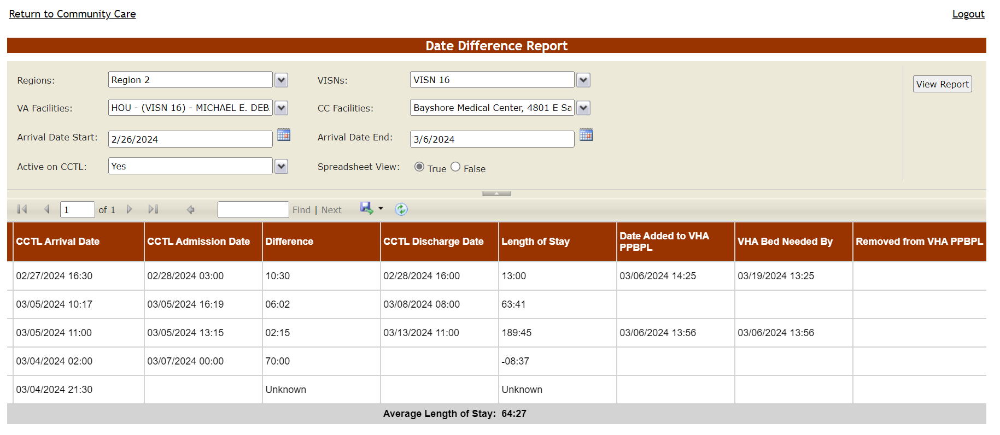 Return to Community Care Logout
Date Difference Report
Regions: Region 2 VISNs: VISN 16 View Report
VA Facilities: HOU - (VISN 16) - MICHAEL E. DEB CC Facilities: Bayshore Medical Center, 4801 E Sa
Arrival Date Start: 2/26/2024 Arrival Date End: 3/6/2024
Active on CCTL: Yes Spreadsheet View: True False
1 of 1 Find | Next
CCTL Arrival Date CCTL Admission Date Difference CCTL Discharge Date Length of Stay Date Added to VHA PPBPL VHA Bed Needed By Removed from VHA PPBPL
02/27/2024 16:30 02/28/2024 03:00 10:30 02/28/2024 16:00 13:00 03/06/2024 14:25 03/19/2024 13:25
03/05/2024 10:17 03/05/2024 16:19 06:02 03/08/2024 08:00 63:41
03/05/2024 11:00 03/05/2024 13:15 02:15 03/13/2024 11:00 189:45 03/06/2024 13:56 03/06/2024 13:56
03/04/2024 02:00 03/07/2024 00:00 70:00 -08:37
03/04/2024 21:30 Unknown Unknown
Average Length of Stay: 64:27